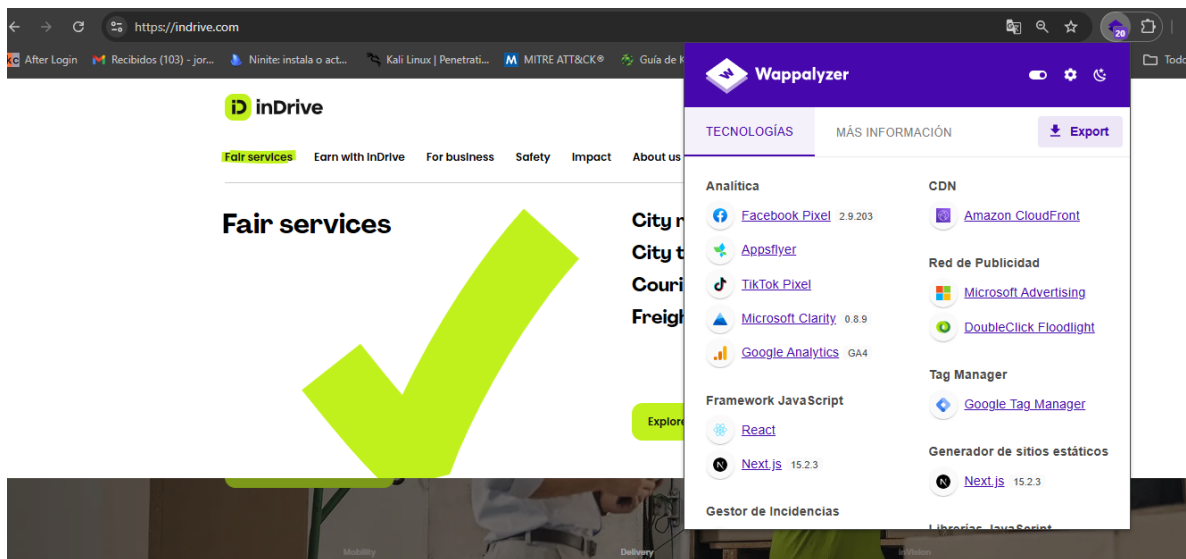 https://indrive.com
20
After Login
Recibidos (103) - jor...
Ninite: instala o act...
Kali Linux | Penetrati...
MITRE ATT&CK®
Guía de
Todo
Wappalyzer
TECNOLOGÍAS
MÁS INFORMACIÓN
Export
inDrive
Fair services
Earn with inDrive
For business
Safety
Impact
About us
Fair services
City
City
Explore
Analítica
Facebook Pixel 2.9.203
Appsflyer
TikTok Pixel
Microsoft Clarity 0.8.9
Google Analytics GA4
Framework JavaScript
React
Next.js 15.2.3
Gestor de Incidencias
CDN
Amazon CloudFront
Red de Publicidad
Microsoft Advertising
DoubleClick Floodlight
Tag Manager
Google Tag Manager
Generador de sitios estáticos
Next.js 15.2.3
Librerías JavaScript
Mobility
Delivery
inVision